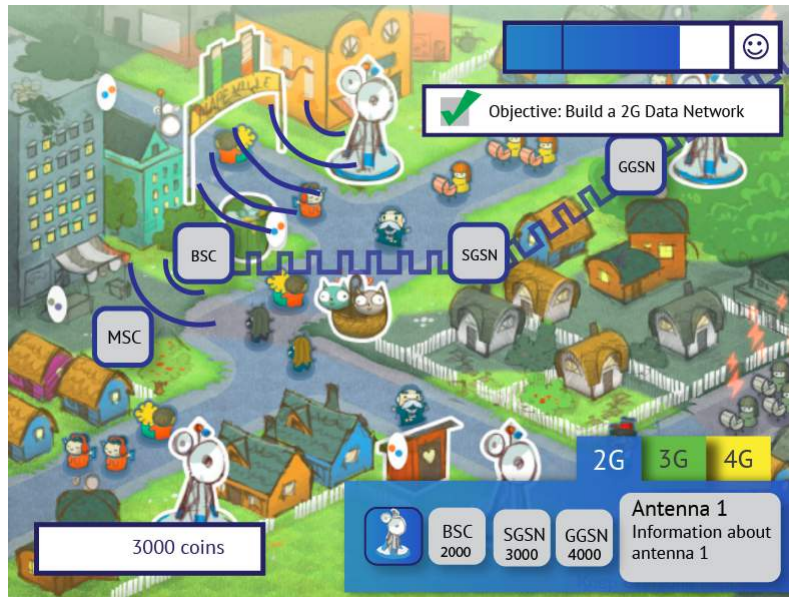 Objective: Build a 2G Data Network
GGSN
BSC
SGSN
MSC
2G
3G
4G
3000 coins
BSC
2000
SGSN
3000
GGSN
4000
Antenna 1
Information about
antenna 1